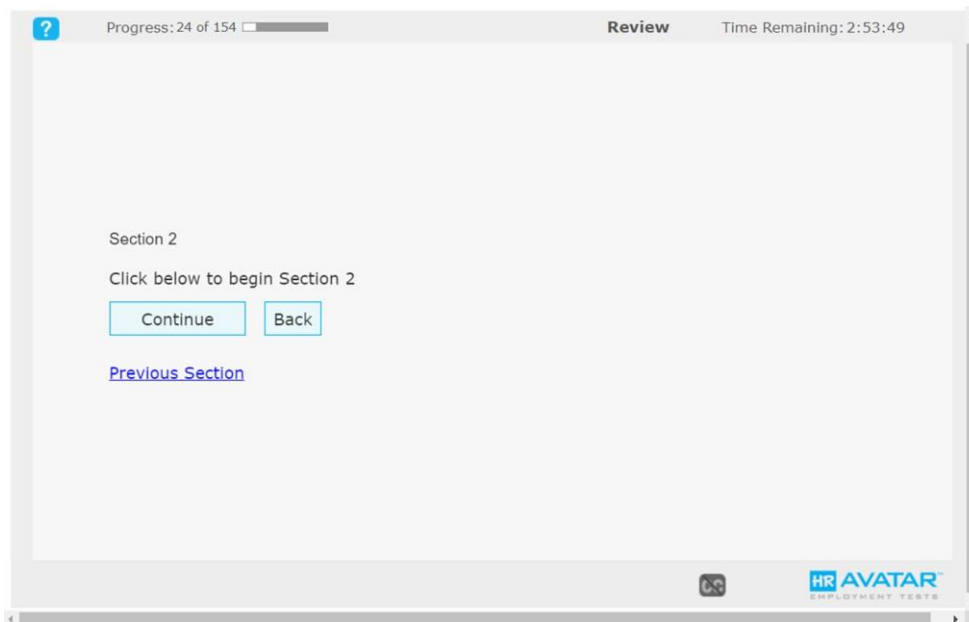 ? Progress: 24 of 154 Review Time Remaining: 2:53:49
Section 2
Click below to begin Section 2
Continue Back
Previous Section
HR AVATAR™
EMPLOYMENT TESTS